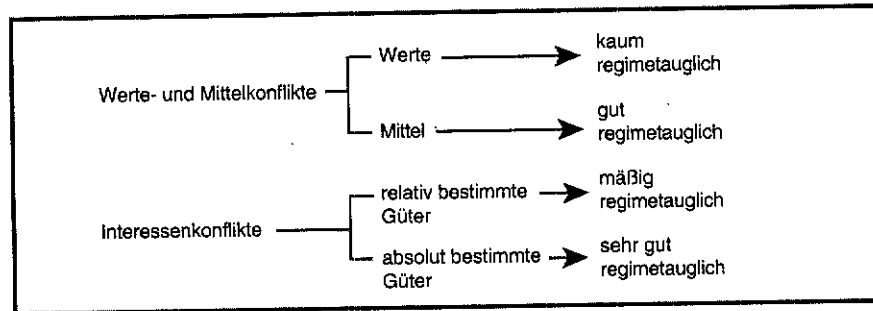 Werte
kaum
regimetauglich
Werte- und Mittelkonflikte
Mittel
gut
regimetauglich
Interessenkonflikte
relativ bestimmte
Güter
mäßig
regimetauglich
absolut bestimmte
Güter
sehr gut
regimetauglich